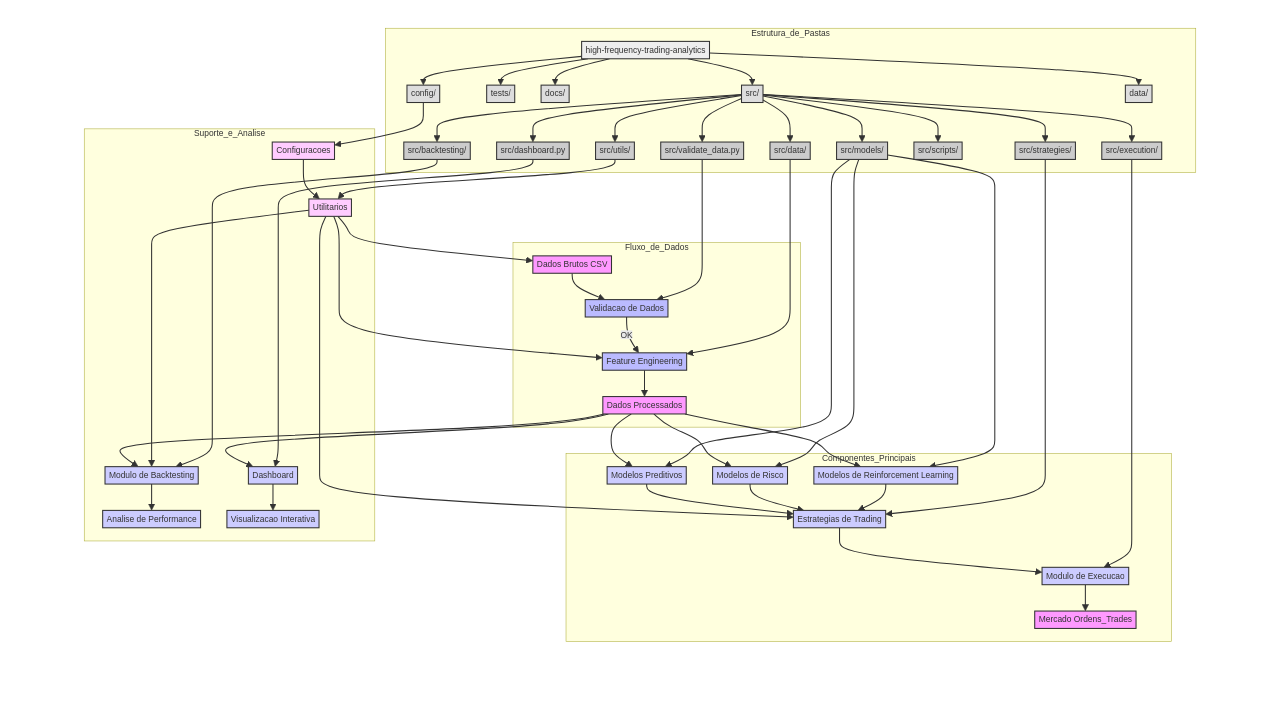 Estrutura_de_Pastas
high-frequency-trading-analytics
config/
tests/
docs/
src/
data/
Suporte_e_Analise
Configuracoes
src/backtesting/
src/dashboard.py
src/utils/
src/validate_data.py
src/data/
src/models/
src/scripts/
src/strategies/
src/execution/
Utilitarios
Fluxo_de_Dados
Dados Brutos CSV
Validacao de Dados
OK
Feature Engineering
Dados Processados
Componentes_Principais
Modulo de Backtesting
Dashboard
Modelos Preditivos
Modelos de Risco
Modelos de Reinforcement Learning
Analise de Performance
Visualizacao Interativa
Estrategias de Trading
Modulo de Execucao
Mercado Ordens_Trades